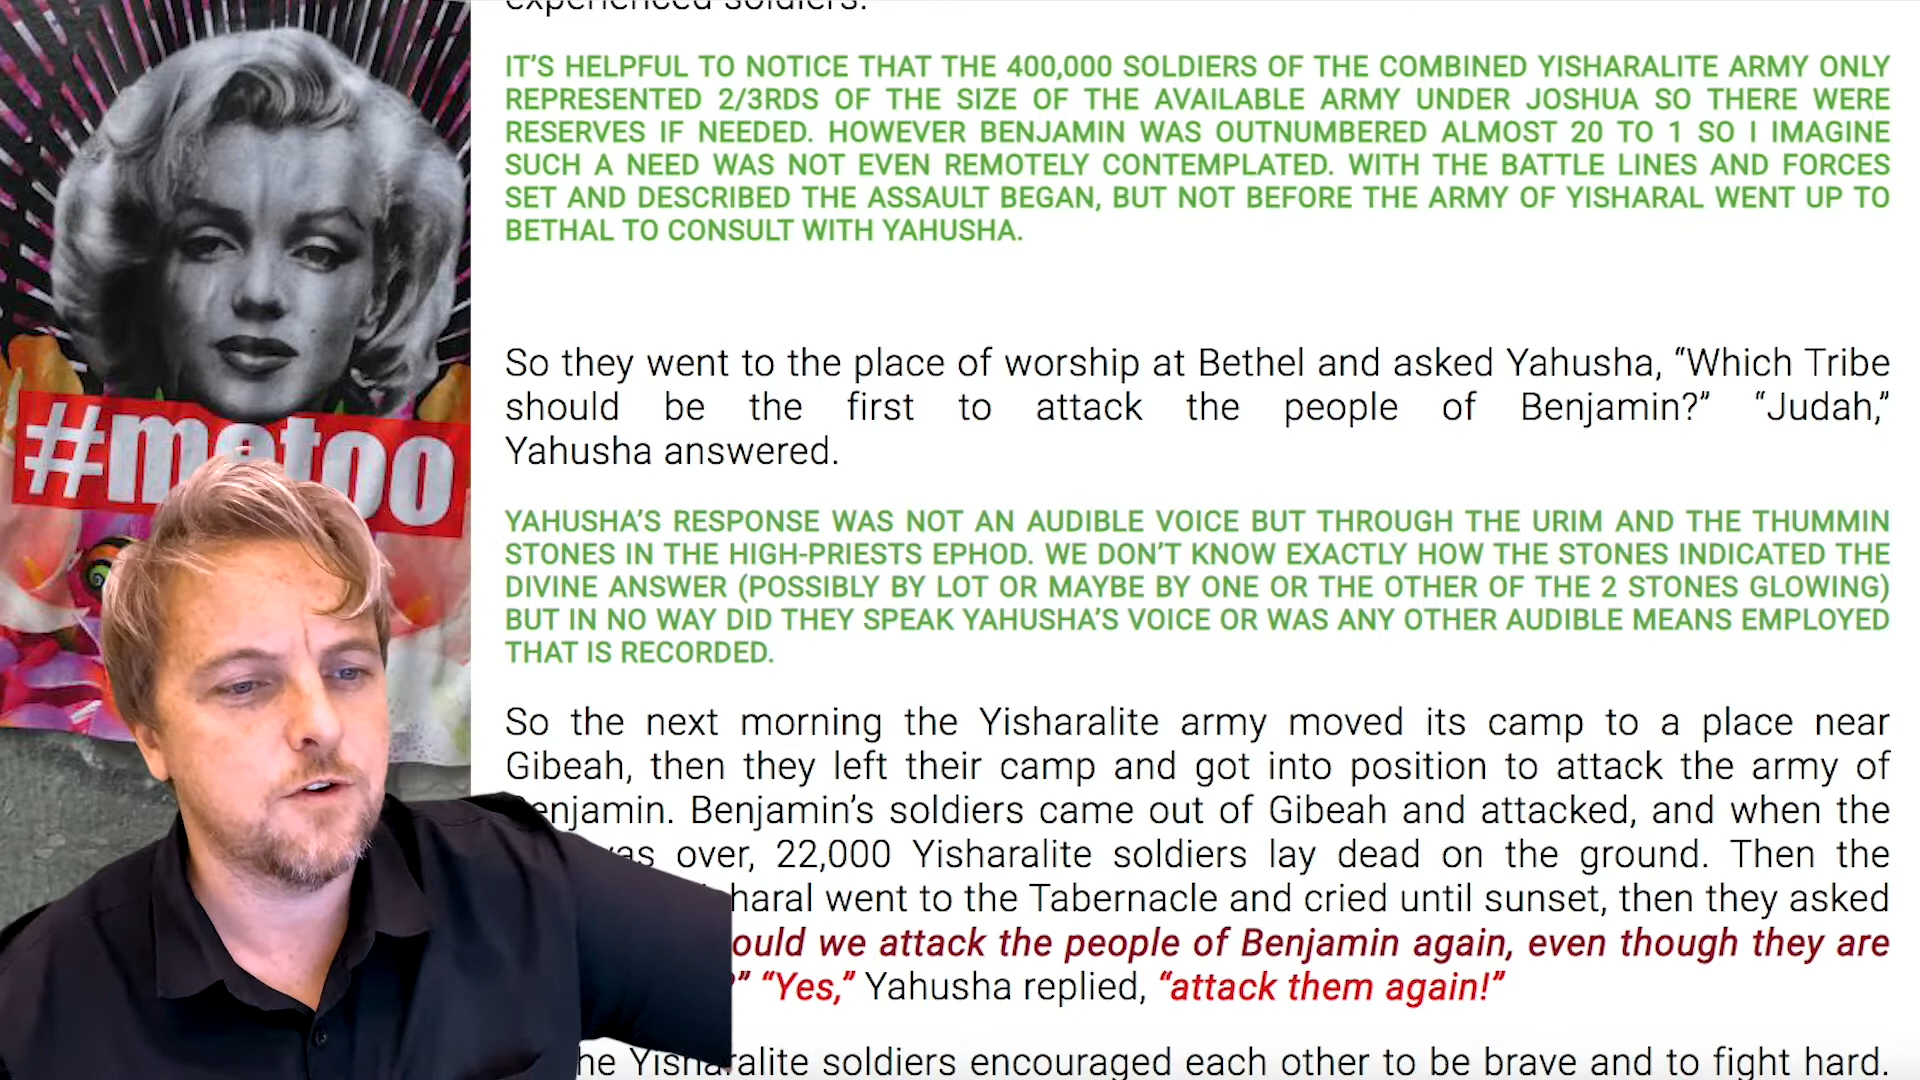 experienced soldiers.
IT’S HELPFUL TO NOTICE THAT THE 400,000 SOLDIERS OF THE COMBINED YISHARALITE ARMY ONLY
REPRESENTED 2/3RDS OF THE SIZE OF THE AVAILABLE ARMY UNDER JOSHUA SO THERE WERE
RESERVES IF NEEDED. HOWEVER BENJAMIN WAS OUTNUMBERED ALMOST 20 TO 1 SO I IMAGINE
SUCH A NEED WAS NOT EVEN REMOTELY CONTEMPLATED. WITH THE BATTLE LINES AND FORCES
SET AND DESCRIBED THE ASSAULT BEGAN, BUT NOT BEFORE THE ARMY OF YISHARAL WENT UP TO
BETHAL TO CONSULT WITH YAHUSHA.
So they went to the place of worship at Bethel and asked Yahusha, “Which Tribe
should be the first to attack the people of Benjamin?” “Judah,”
Yahusha answered.
YAHUSHA’S RESPONSE WAS NOT AN AUDIBLE VOICE BUT THROUGH THE URIM AND THE THUMMIN
STONES IN THE HIGH-PRIESTS EPHOD. WE DON’T KNOW EXACTLY HOW THE STONES INDICATED THE
DIVINE ANSWER (POSSIBLY BY LOT OR MAYBE BY ONE OR THE OTHER OF THE 2 STONES GLOWING)
BUT IN NO WAY DID THEY SPEAK YAHUSHA’S VOICE OR WAS ANY OTHER AUDIBLE MEANS EMPLOYED
THAT IS RECORDED.
So the next morning the Yisharalite army moved its camp to a place near
Gibeah, then they left their camp and got into position to attack the army of
Benjamin. Benjamin’s soldiers came out of Gibeah and attacked, and when the
over, 22,000 Yisharalite soldiers lay dead on the ground. Then the
went to the Tabernacle and cried until sunset, then they asked
we attack the people of Benjamin again, even though they are
“Yes,” Yahusha replied, “attack them again!”
Yisharalite soldiers encouraged each other to be brave and to fight hard.
#metoo